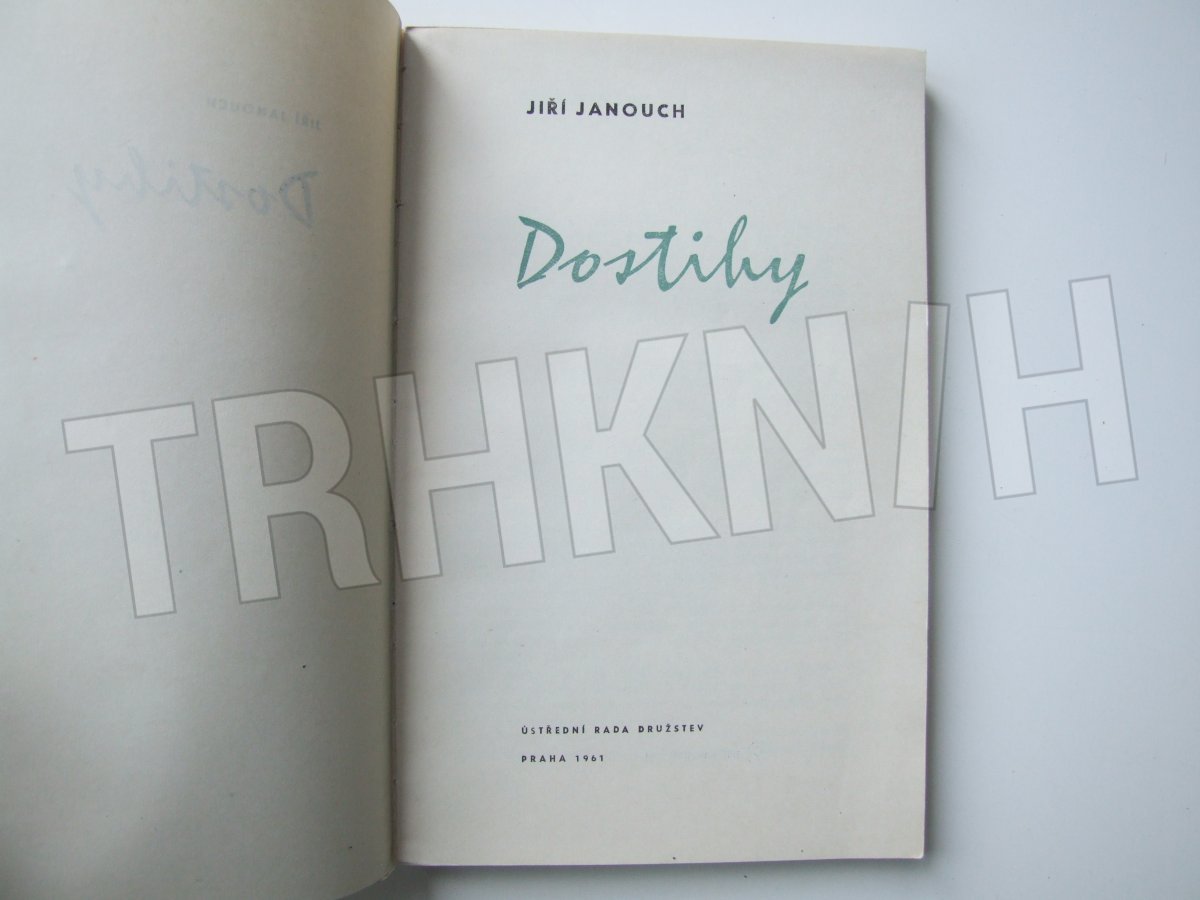 JIŘÍ JANOUCH
Dostihy
TRHKNIH
ÚSTŘEDNÍ RADA DRUŽSTEV
PRAHA 1961